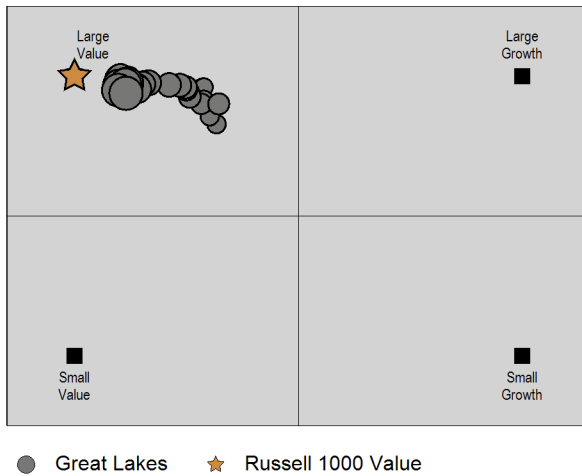 Large
Value
Large
Growth
Small
Value
Small
Growth
Great Lakes
Russell 1000 Value